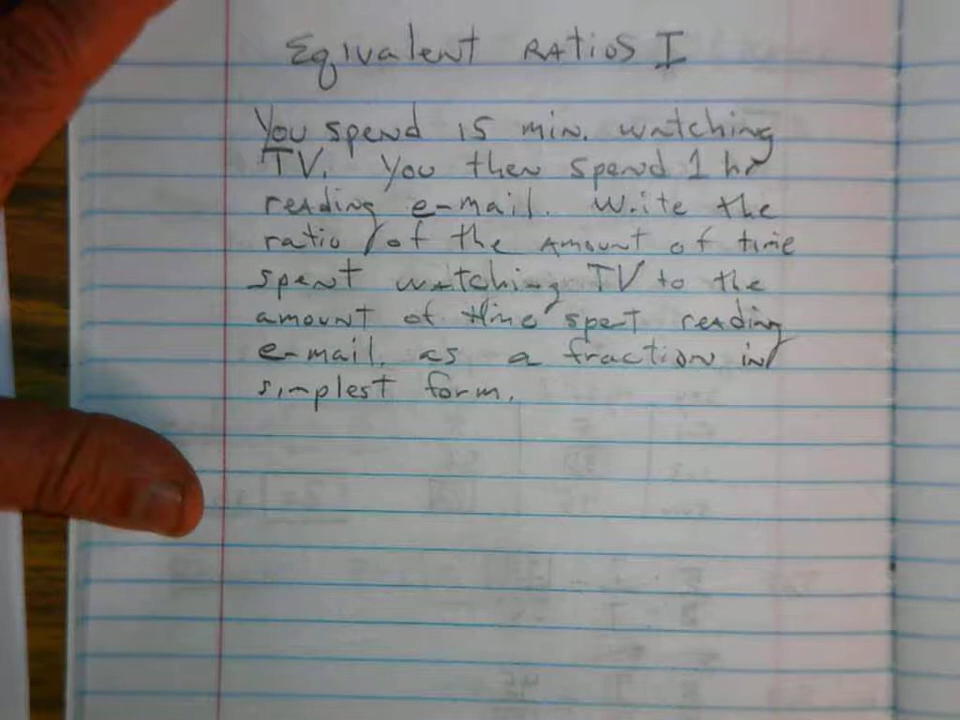 Eqivalent RATIOS I
You spend 15 min. watching
TV. You then spend 1 hr
reading e-mail. Write the
ratio of the amount of time
spent watching TV to the
amount of time spent reading
e-mail. as a fraction in
simplest form.